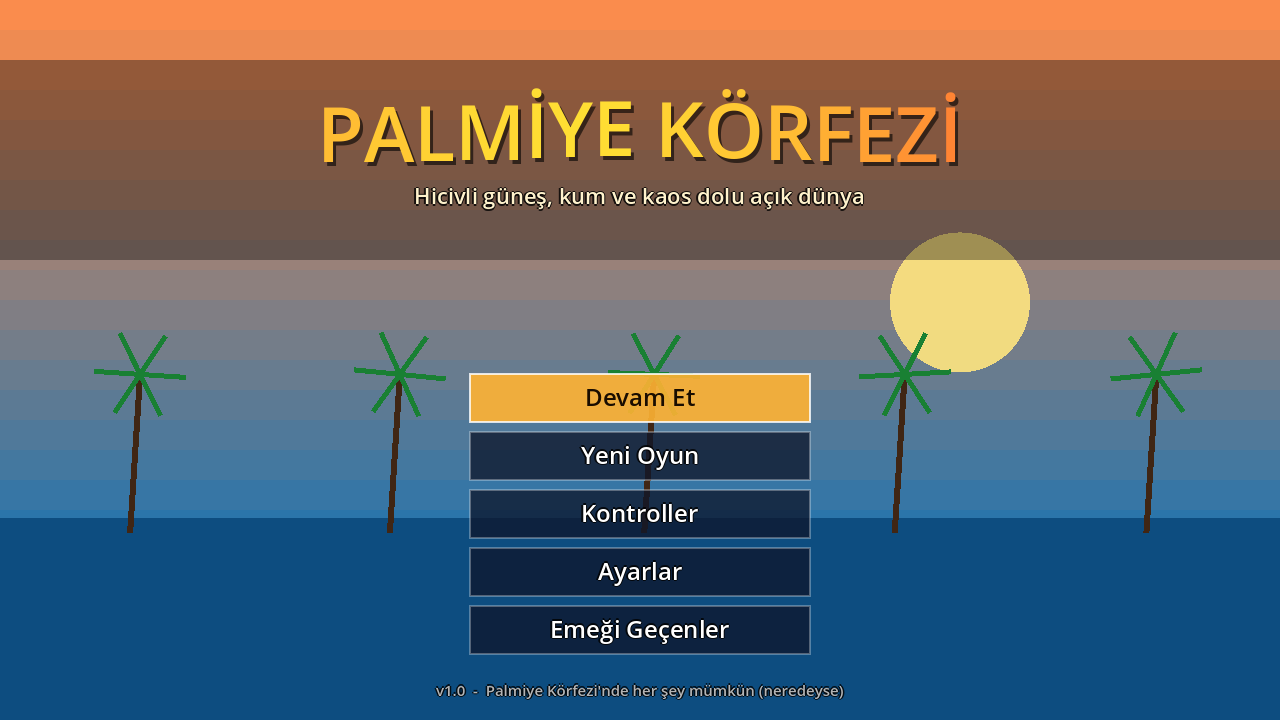 PALMİYE KÖRFEZİ
Hicivli güneş, kum ve kaos dolu açık dünya
Devam Et
Yeni Oyun
Kontroller
Ayarlar
Emeği Geçenler
v1.0 - Palmiye Körfezi'nde her şey mümkün (neredeyse)